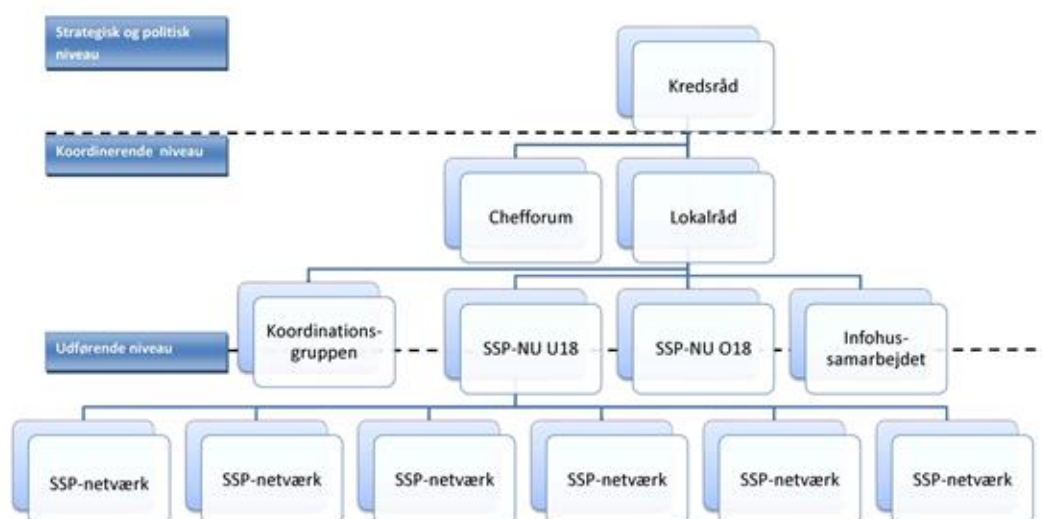 Strategisk og politisk
niveau
Kredsråd
Koordinerende niveau
Chefforum
Lokalråd
Koordinations-
gruppen
SSP-NU U18
SSP-NU O18
Infohus-
samarbejdet
Udførende niveau
SSP-netværk
SSP-netværk
SSP-netværk
SSP-netværk
SSP-netværk
SSP-netværk